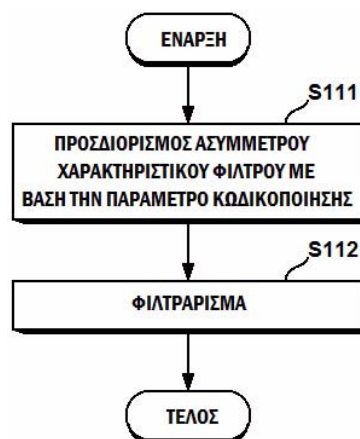 ΕΝΑΡΞΗ
S111
ΠΡΟΣΔΙΟΡΙΣΜΟΣ ΑΣΥΜΜΕΤΡΟΥ
ΧΑΡΑΚΤΗΡΙΣΤΙΚΟΥ ΦΙΛΤΡΟΥ ΜΕ
ΒΑΣΗ ΤΗΝ ΠΑΡΑΜΕΤΡΟ ΚΩΔΙΚΟΠΟΙΗΣΗΣ
S112
ΦΙΛΤΡΑΡΙΣΜΑ
ΤΕΛΟΣ